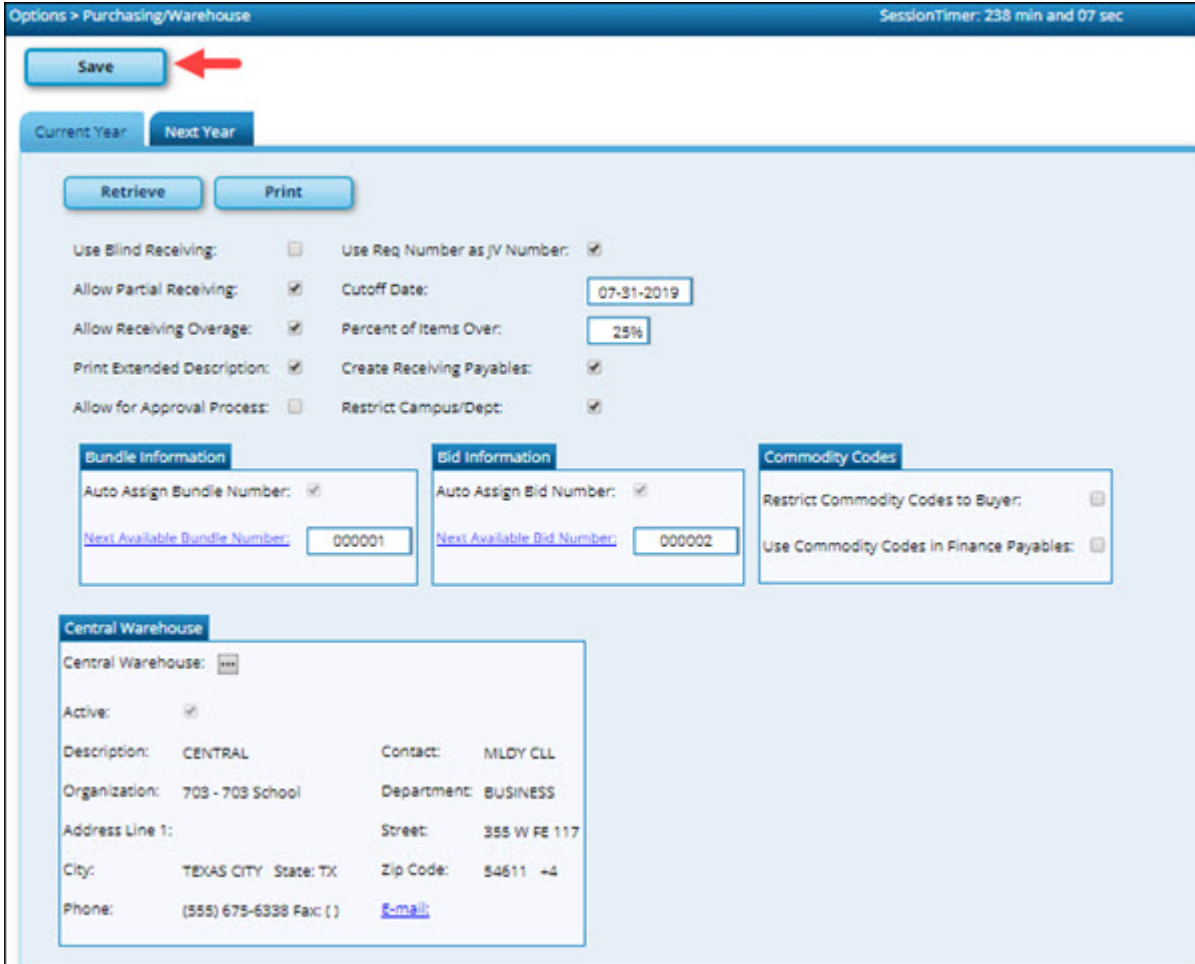 Options > Purchasing/Warehouse SessionTimer: 238 min and 07 sec
Save
Current Year Next Year
Retrieve Print
Use Blind Receiving: Use Req Number as JV Number:
Allow Partial Receiving: Cutoff Date: 07-31-2019
Allow Receiving Overage: Percent of Items Over: 25%
Print Extended Description: Create Receiving Payables:
Allow for Approval Process: Restrict Campus/Dept:
Bundle Information Bid Information Commodity Codes
Auto Assign Bundle Number: Auto Assign Bid Number: Restrict Commodity Codes to Buyer:
Next Available Bundle Number: 000001 Next Available Bid Number: 000002 Use Commodity Codes in Finance Payables:
Central Warehouse
Central Warehouse: ...
Active:
Description: CENTRAL Contact: MLDY CLL
Organization: 703 - 703 School Department: BUSINESS
Address Line 1: Street: 355 W FE 117
City: TEXAS CITY State: TX Zip Code: 54611 +4
Phone: (555) 675-6338 Fax: ( ) E-mail: